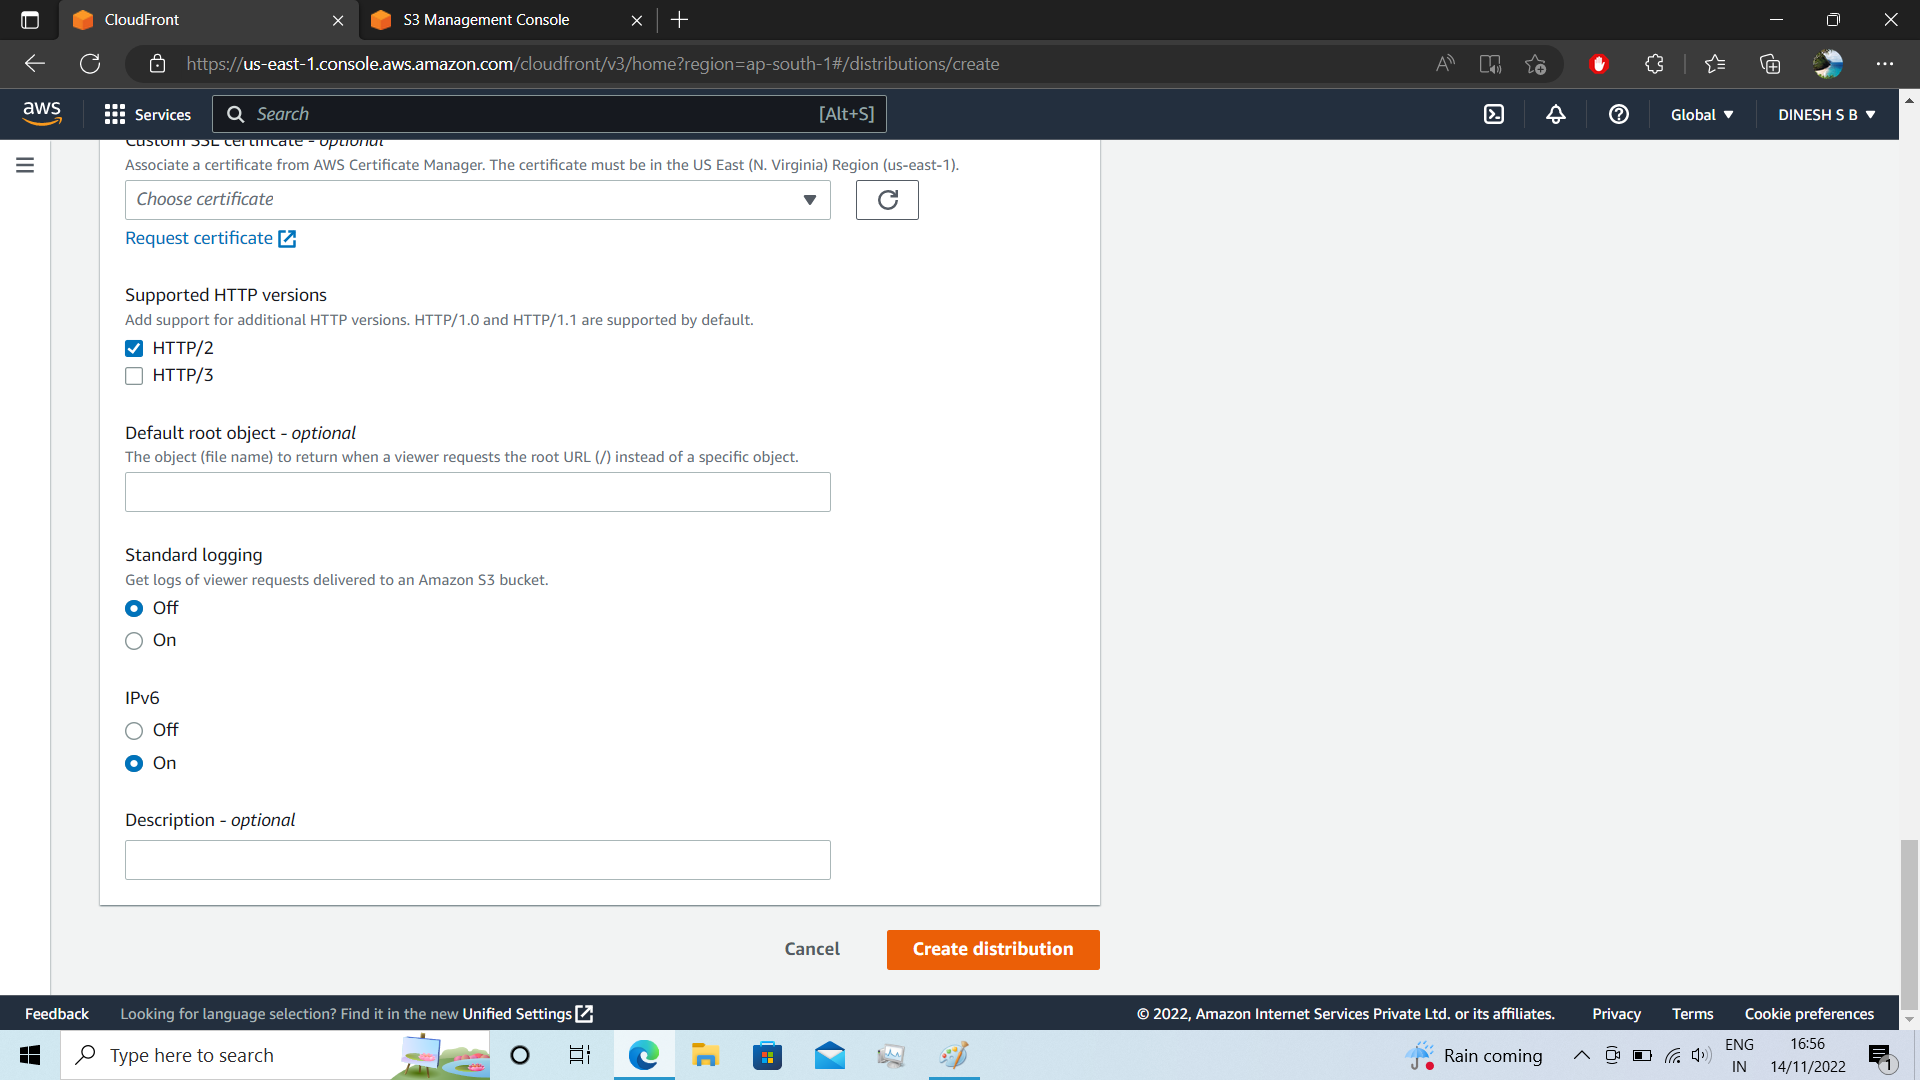 CloudFront
S3 Management Console
https://us-east-1.console.aws.amazon.com/cloudfront/v3/home?region=ap-south-1#/distributions/create
aws
Services
Search
[Alt+S]
Global
DINESH S B
Custom SSL certificate - optional
Associate a certificate from AWS Certificate Manager. The certificate must be in the US East (N. Virginia) Region (us-east-1).
Choose certificate
Request certificate
Supported HTTP versions
Add support for additional HTTP versions. HTTP/1.0 and HTTP/1.1 are supported by default.
HTTP/2
HTTP/3
Default root object - optional
The object (file name) to return when a viewer requests the root URL (/) instead of a specific object.
Standard logging
Get logs of viewer requests delivered to an Amazon S3 bucket.
Off
On
IPv6
Off
On
Description - optional
Cancel
Create distribution
Feedback
Looking for language selection? Find it in the new Unified Settings
© 2022, Amazon Internet Services Private Ltd. or its affiliates.
Privacy
Terms
Cookie preferences
Type here to search
Rain coming
ENG
IN
16:56
14/11/2022
1